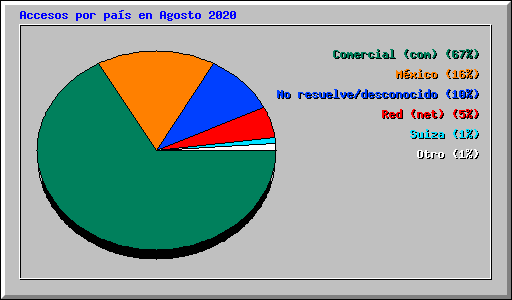 Accesos por país en Agosto 2020
Comercial (com) (67%)
México (16%)
No resuelve/desconocido (10%)
Red (net) (5%)
Suiza (1%)
Otro (1%)